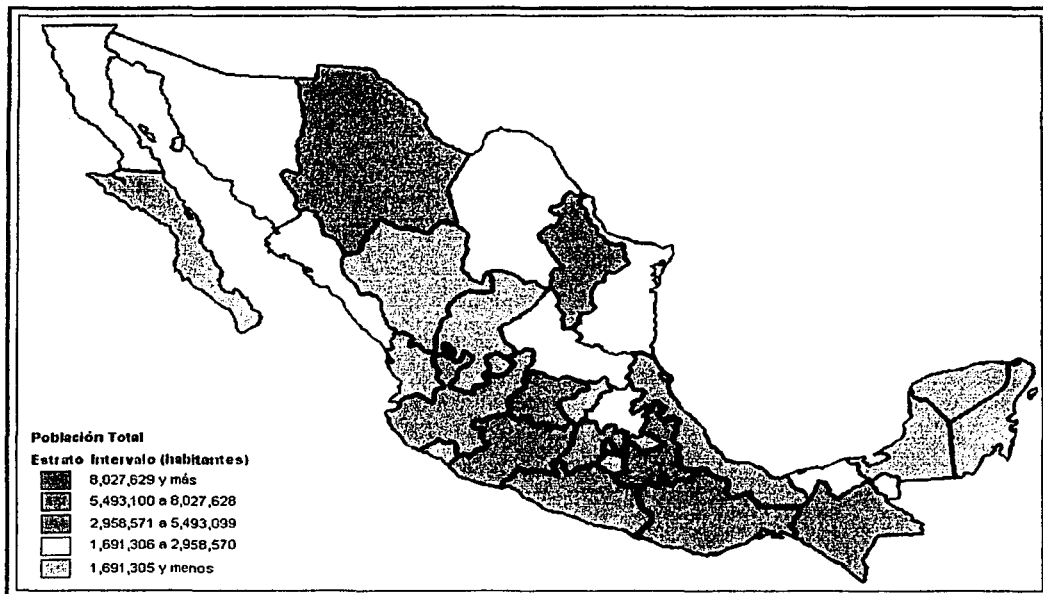 Población Total
Estrato Intervalo (habitantes)
8,027,629 y más
5,493,100 a 8,027,628
2,958,571 a 5,493,099
1,691,306 a 2,958,570
1,691,305 y menos